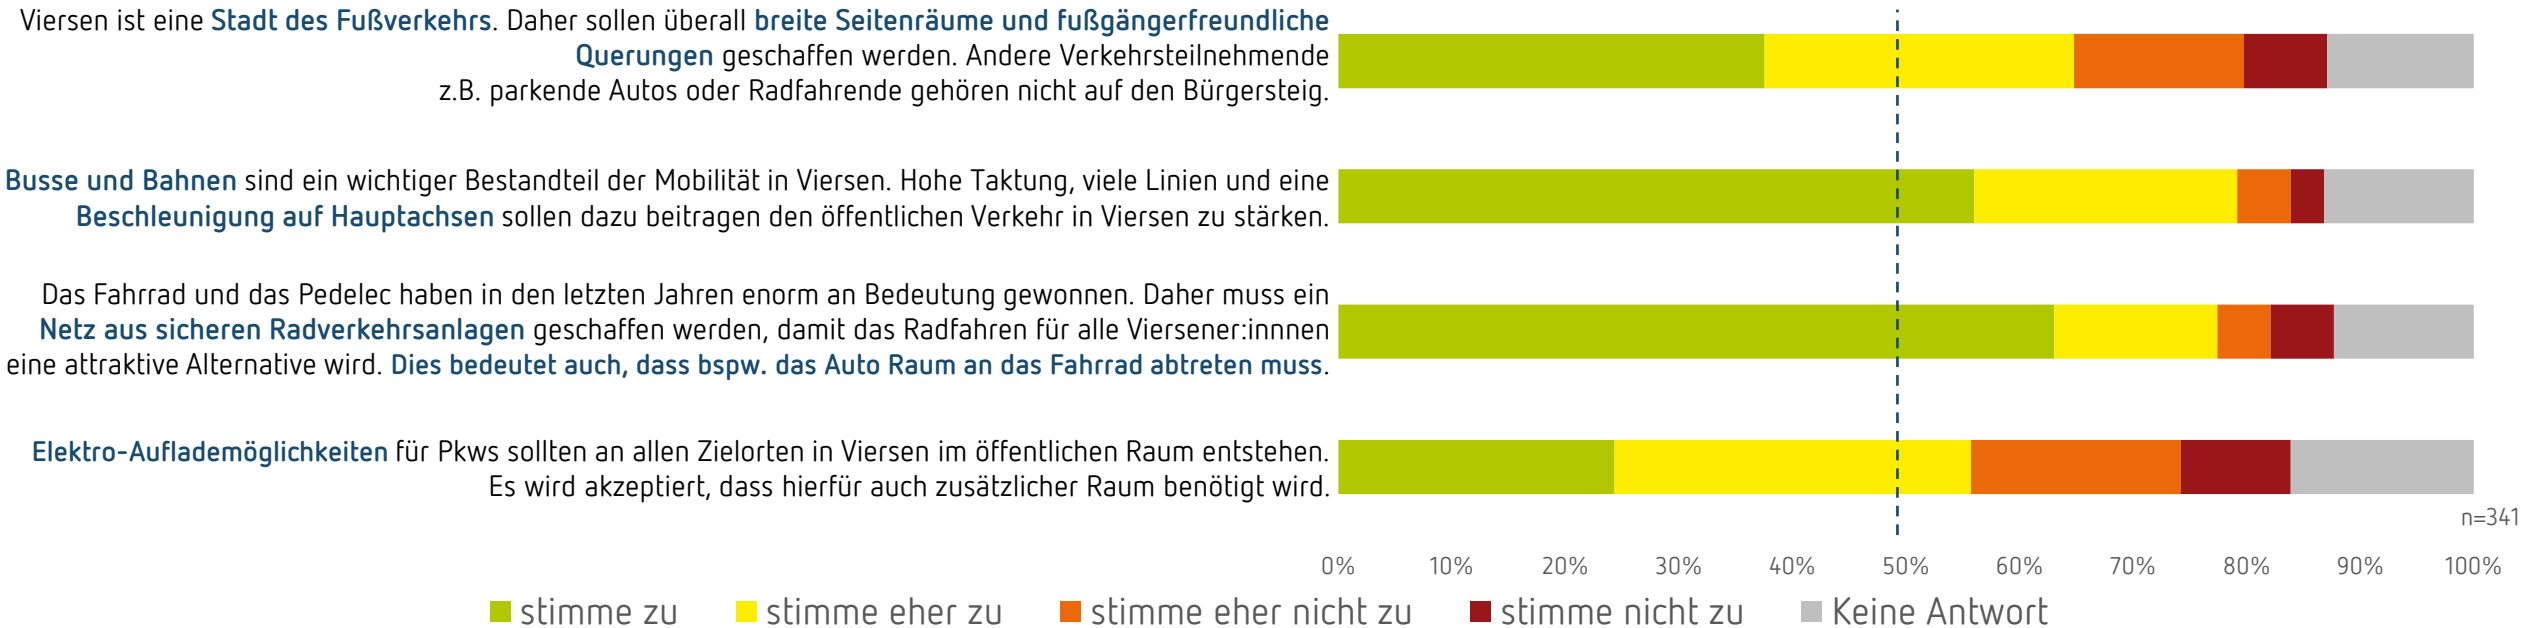 Viersen ist eine Stadt des Fußverkehrs. Daher sollen überall breite Seitenräume und fußgängerfreundliche
Querungen geschaffen werden. Andere Verkehrsteilnehmende
z.B. parkende Autos oder Radfahrende gehören nicht auf den Bürgersteig.
Busse und Bahnen sind ein wichtiger Bestandteil der Mobilität in Viersen. Hohe Taktung, viele Linien und eine
Beschleunigung auf Hauptachsen sollen dazu beitragen den öffentlichen Verkehr in Viersen zu stärken.
Das Fahrrad und das Pedelec haben in den letzten Jahren enorm an Bedeutung gewonnen. Daher muss ein
Netz aus sicheren Radverkehrsanlagen geschaffen werden, damit das Radfahren für alle Viersener:innnen
eine attraktive Alternative wird. Dies bedeutet auch, dass bspw. das Auto Raum an das Fahrrad abtreten muss.
Elektro-Auflademöglichkeiten für Pkws sollten an allen Zielorten in Viersen im öffentlichen Raum entstehen.
Es wird akzeptiert, dass hierfür auch zusätzlicher Raum benötigt wird.
n=341
0% 10% 20% 30% 40% 50% 60% 70% 80% 90% 100%
stimme zu stimme eher zu stimme eher nicht zu stimme nicht zu Keine Antwort